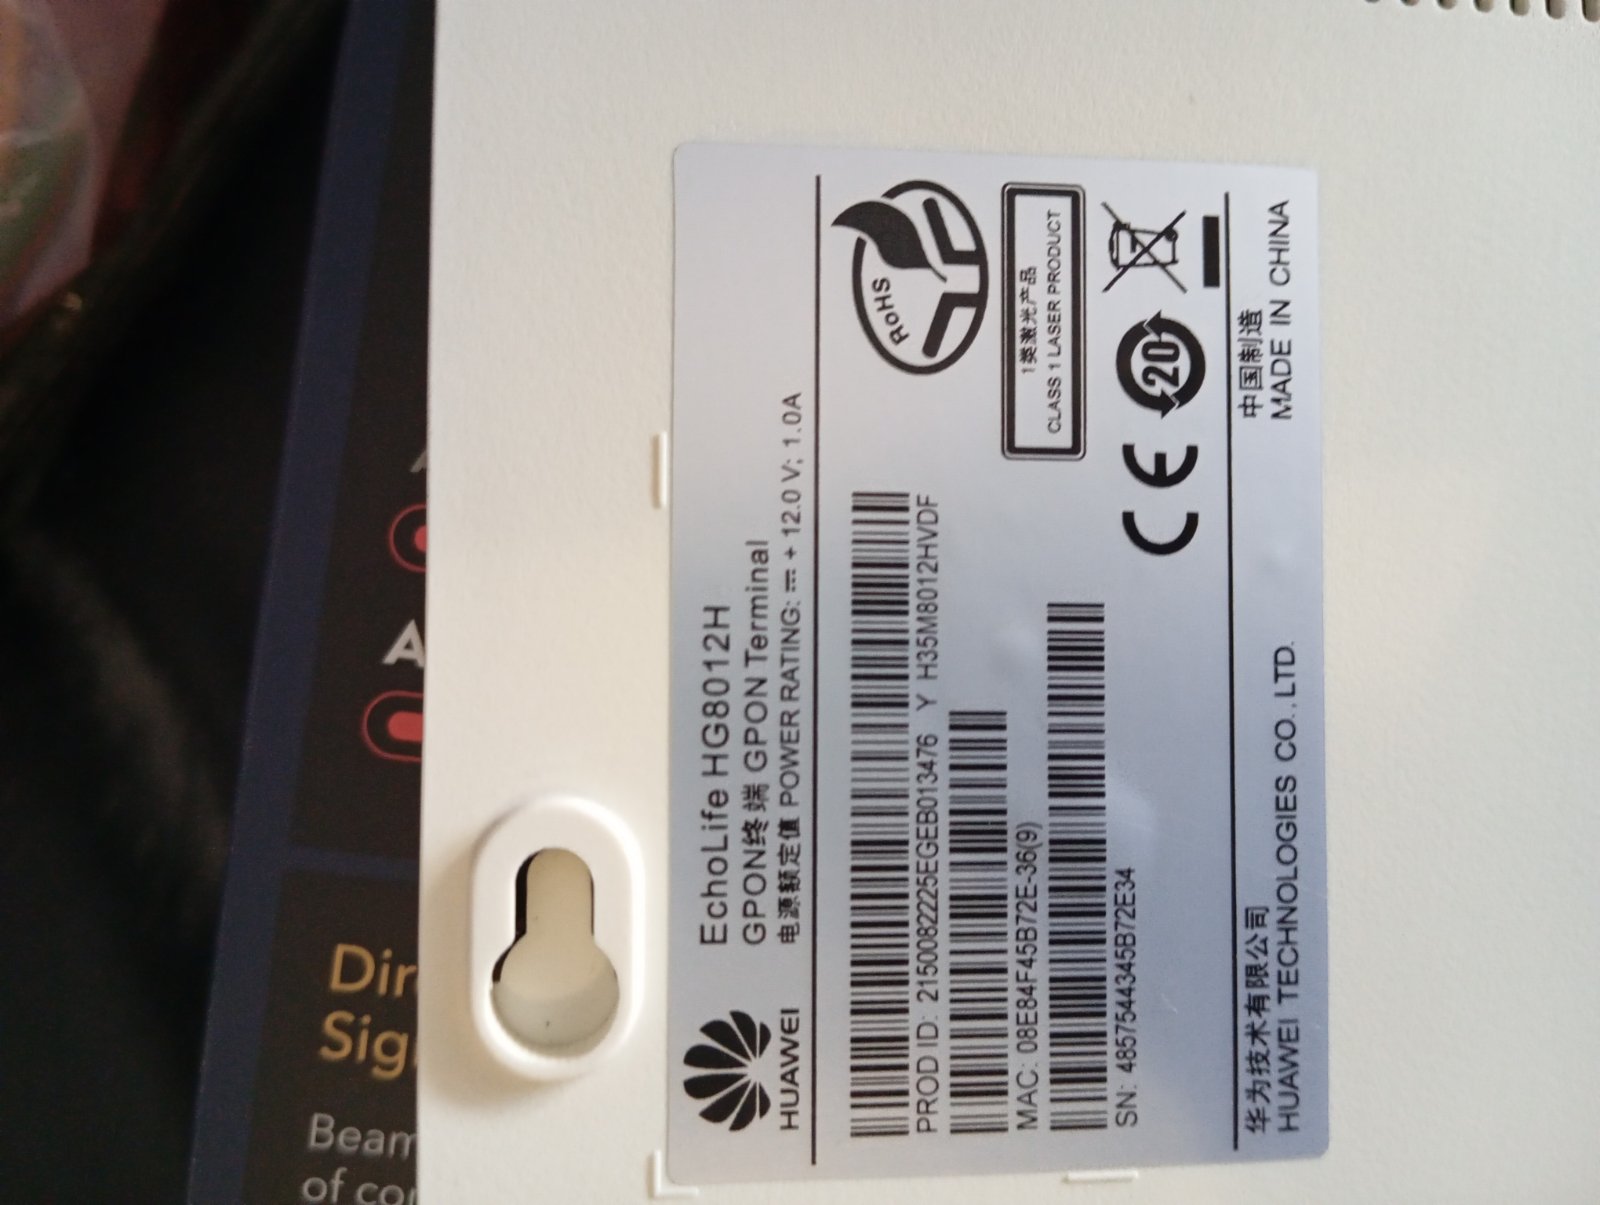 HUAWEI
EchoLife HG8012H
GPON终端 GPON Terminal
电源额定值 POWER RATING: ⎓ + 12.0 V; 1.0A
PROD ID: 2150082225EGEB013476 Y H35M8012HVDF
MAC: 08E84F45B72E-36(9)
SN: 4857544345B72E34
RoHS
1类激光产品
CLASS 1 LASER PRODUCT
CE
20
华为技术有限公司
HUAWEI TECHNOLOGIES CO., LTD.
中国制造
MADE IN CHINA
A
Dir
Sig
Beam
of co